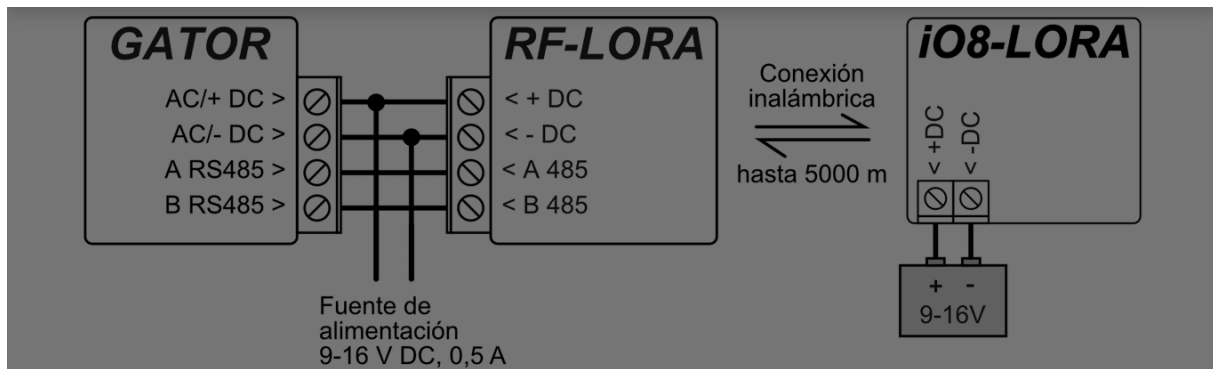 GATOR
AC/+ DC >
AC/- DC >
A RS485 >
B RS485 >
RF-LORA
< + DC
< - DC
< A 485
< B 485
Fuente de
alimentación
9-16 V DC, 0,5 A
Conexión
inalámbrica
hasta 5000 m
iO8-LORA
< +DC
< -DC
+ -
9-16V